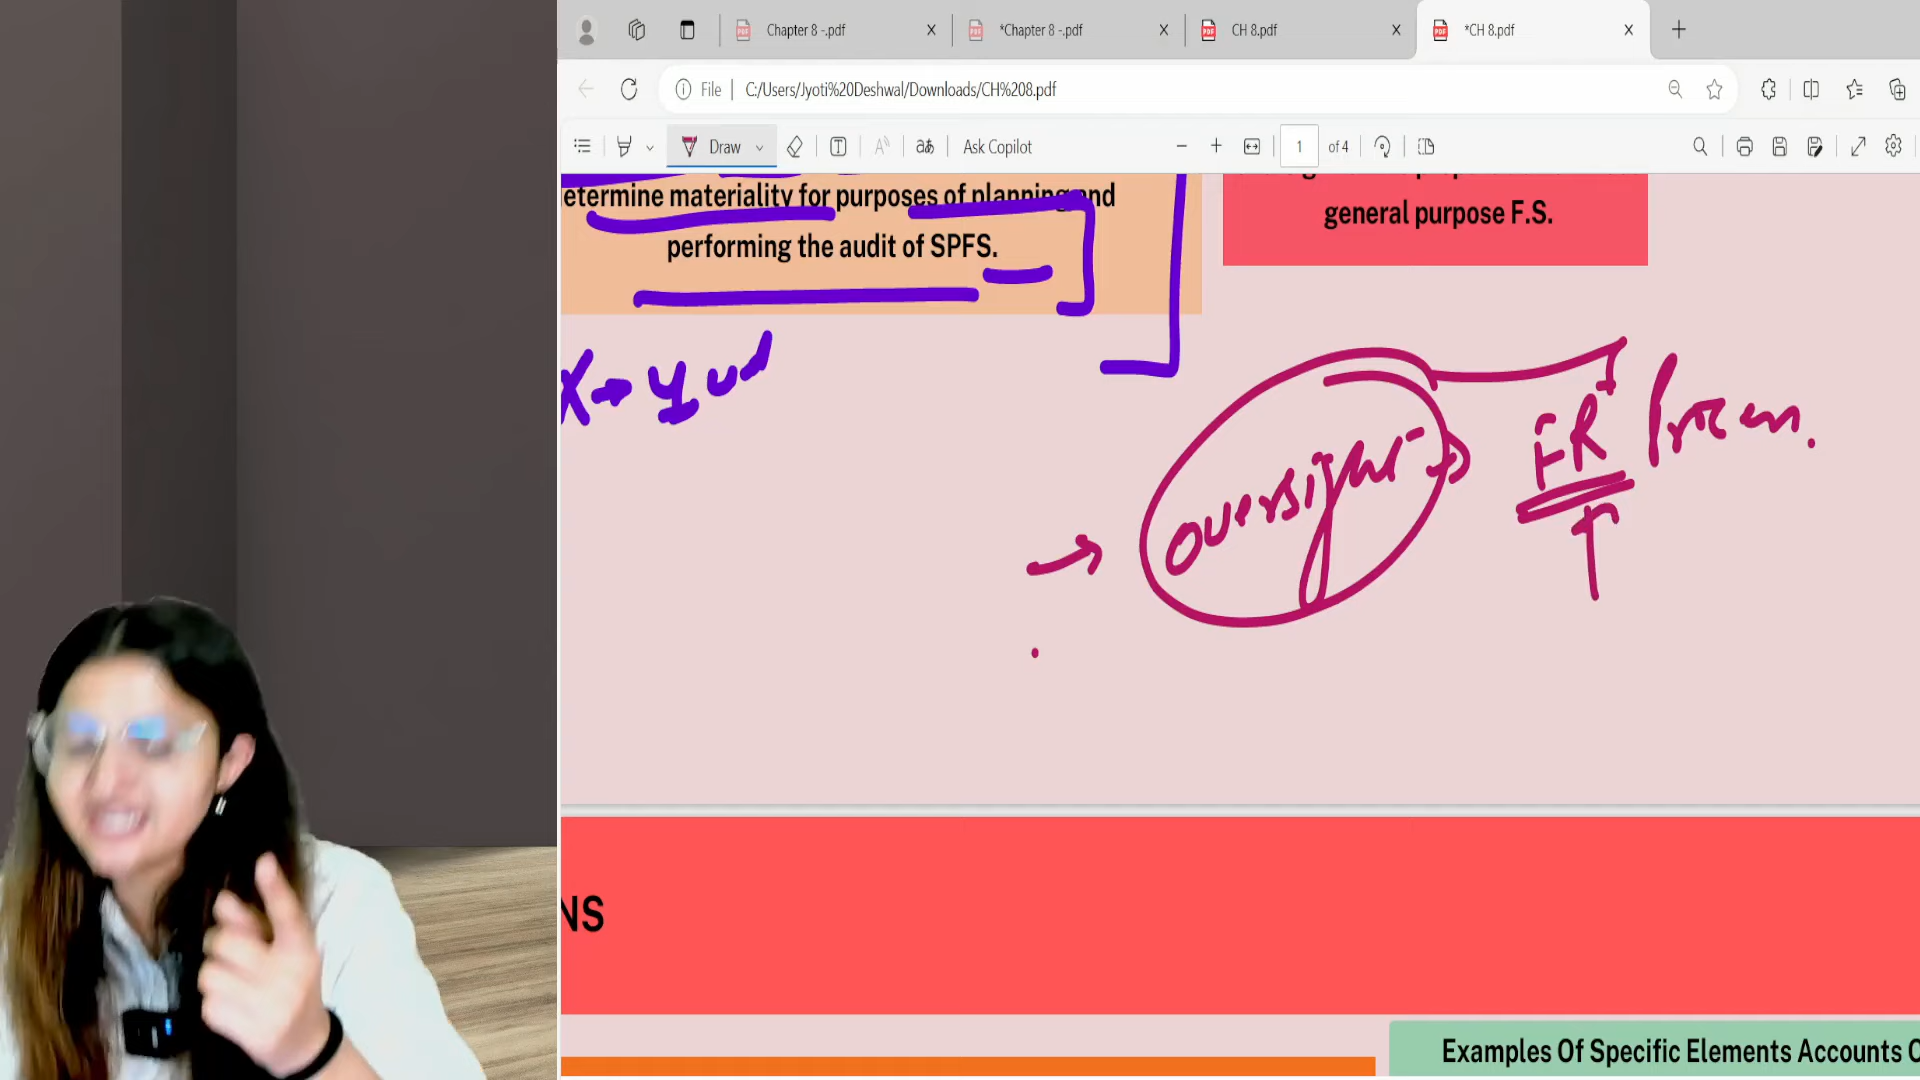 Chapter 8 -.pdf
*Chapter 8 -.pdf
CH 8.pdf
*CH 8.pdf
File
C:/Users/Jyoti%20Deshwal/Downloads/CH%208.pdf
Draw
Ask Copilot
1 of 4
etermine materiality for purposes of planning and
performing the audit of SPFS.
general purpose F.S.
oversight
FR
NS
Examples Of Specific Elements Accounts